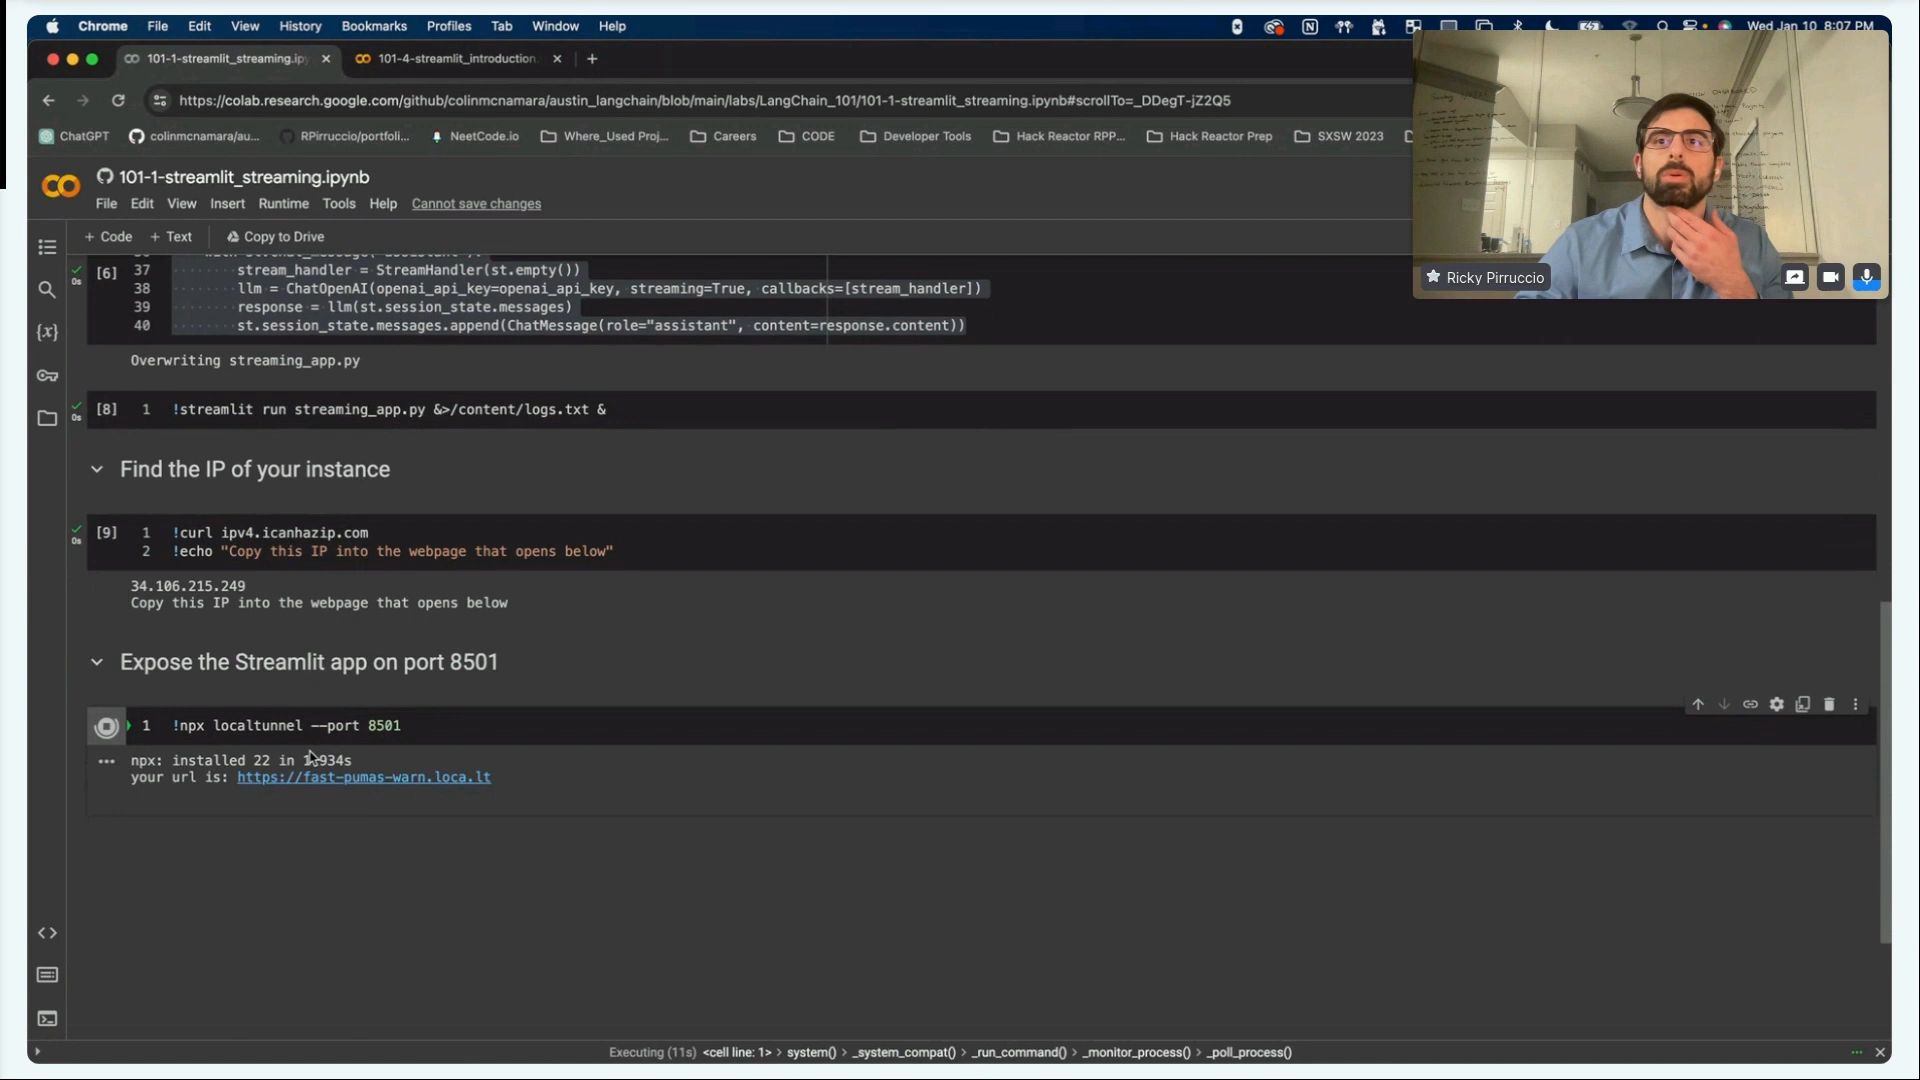 Chrome File Edit View History Bookmarks Profiles Tab Window Help
Wed Jan 10 8:07 PM
101-1-streamlit_streaming.ip
101-4-streamlit_introduction
https://colab.research.google.com/github/colinmcnamara/austin_langchain/blob/main/labs/LangChain_101/101-1-streamlit_streaming.ipynb#scrollTo=_DDegT-jZ2Q5
ChatGPT colinmcnamara/au... RPirruccio/portfoli... NeetCode.io Where_Used Proj... Careers CODE Developer Tools Hack Reactor RPP... Hack Reactor Prep SXSW 2023
101-1-streamlit_streaming.ipynb
File Edit View Insert Runtime Tools Help Cannot save changes
+ Code + Text Copy to Drive
Ricky Pirruccio
[6] 37 stream_handler = StreamHandler(st.empty())
0s
38 llm = ChatOpenAI(openai_api_key=openai_api_key, streaming=True, callbacks=[stream_handler])
39 response = llm(st.session_state.messages)
40 st.session_state.messages.append(ChatMessage(role="assistant", content=response.content))
Overwriting streaming_app.py
[8] 1 !streamlit run streaming_app.py &>/content/logs.txt &
0s
Find the IP of your instance
[9] 1 !curl ipv4.icanhazip.com
0s
2 !echo "Copy this IP into the webpage that opens below"
34.106.215.249
Copy this IP into the webpage that opens below
Expose the Streamlit app on port 8501
1 !npx localtunnel --port 8501
npx: installed 22 in 1.934s
your url is: https://fast-pumas-warn.loca.lt
Executing (11s) <cell line: 1> > system() > _system_compat() > _run_command() > _monitor_process() > _poll_process()